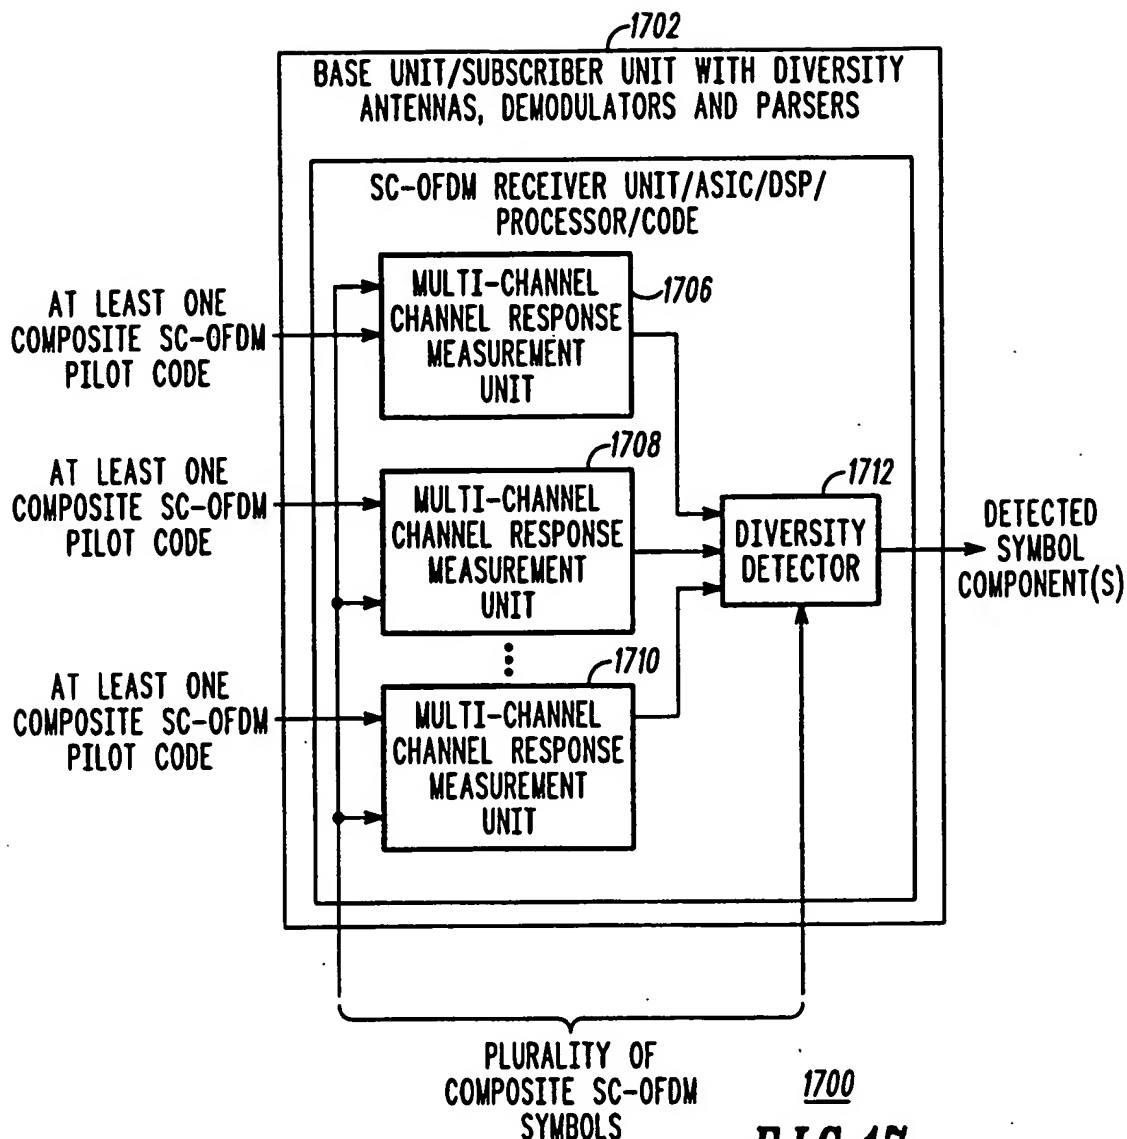 1702
BASE UNIT/SUBSCRIBER UNIT WITH DIVERSITY
ANTENNAS, DEMODULATORS AND PARSERS
SC-OFDM RECEIVER UNIT/ASIC/DSP/
PROCESSOR/CODE
AT LEAST ONE
COMPOSITE SC-OFDM
PILOT CODE
MULTI-CHANNEL
CHANNEL RESPONSE
MEASUREMENT
UNIT
1706
AT LEAST ONE
COMPOSITE SC-OFDM
PILOT CODE
1708
MULTI-CHANNEL
CHANNEL RESPONSE
MEASUREMENT
UNIT
1712
DIVERSITY
DETECTOR
DETECTED
SYMBOL
COMPONENT(S)
AT LEAST ONE
COMPOSITE SC-OFDM
PILOT CODE
1710
MULTI-CHANNEL
CHANNEL RESPONSE
MEASUREMENT
UNIT
PLURALITY OF
COMPOSITE SC-OFDM
SYMBOLS
1700